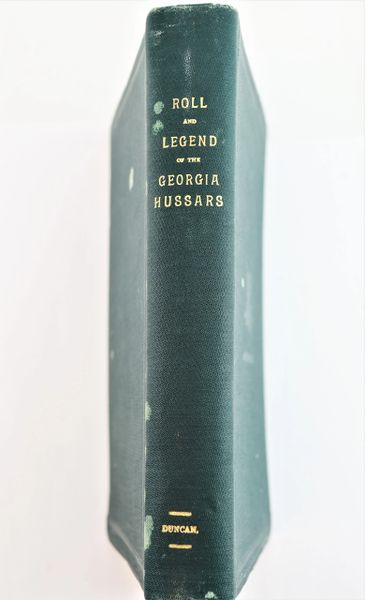 ROLL
AND
LEGEND
OF THE
GEORGIA
HUSSARS
DUNCAN.